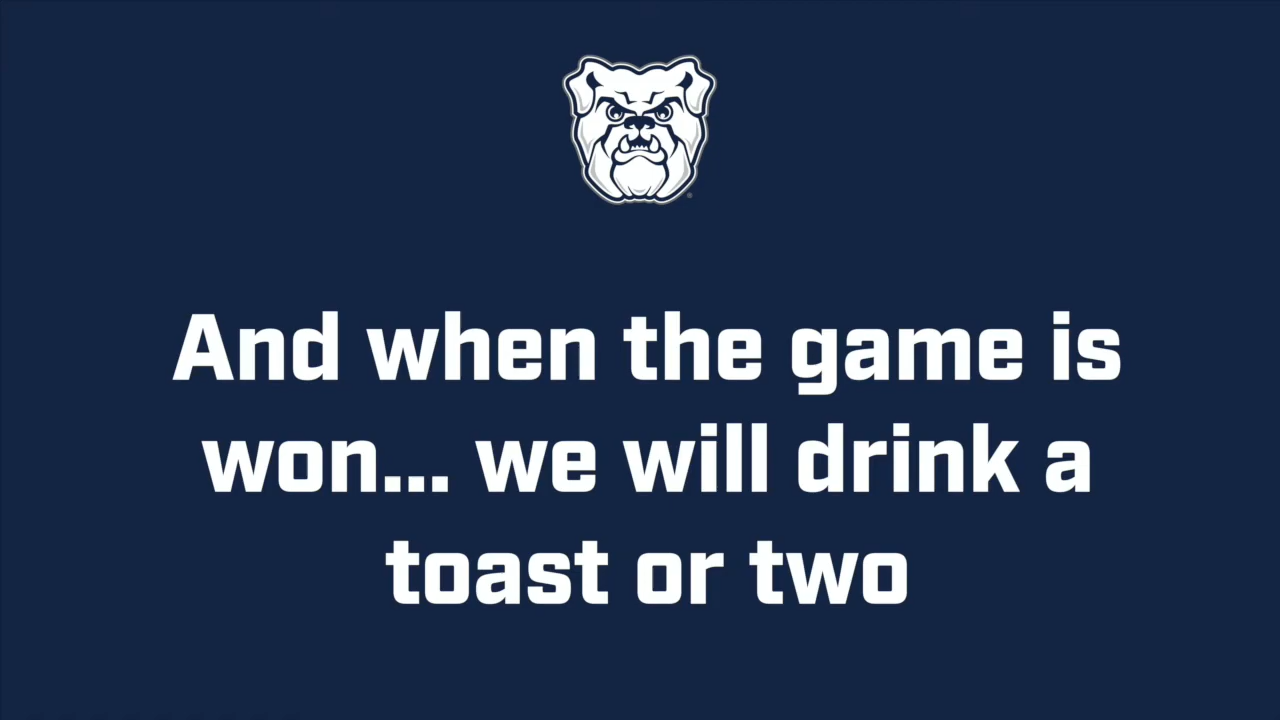 And when the game is
won... we will drink a
toast or two